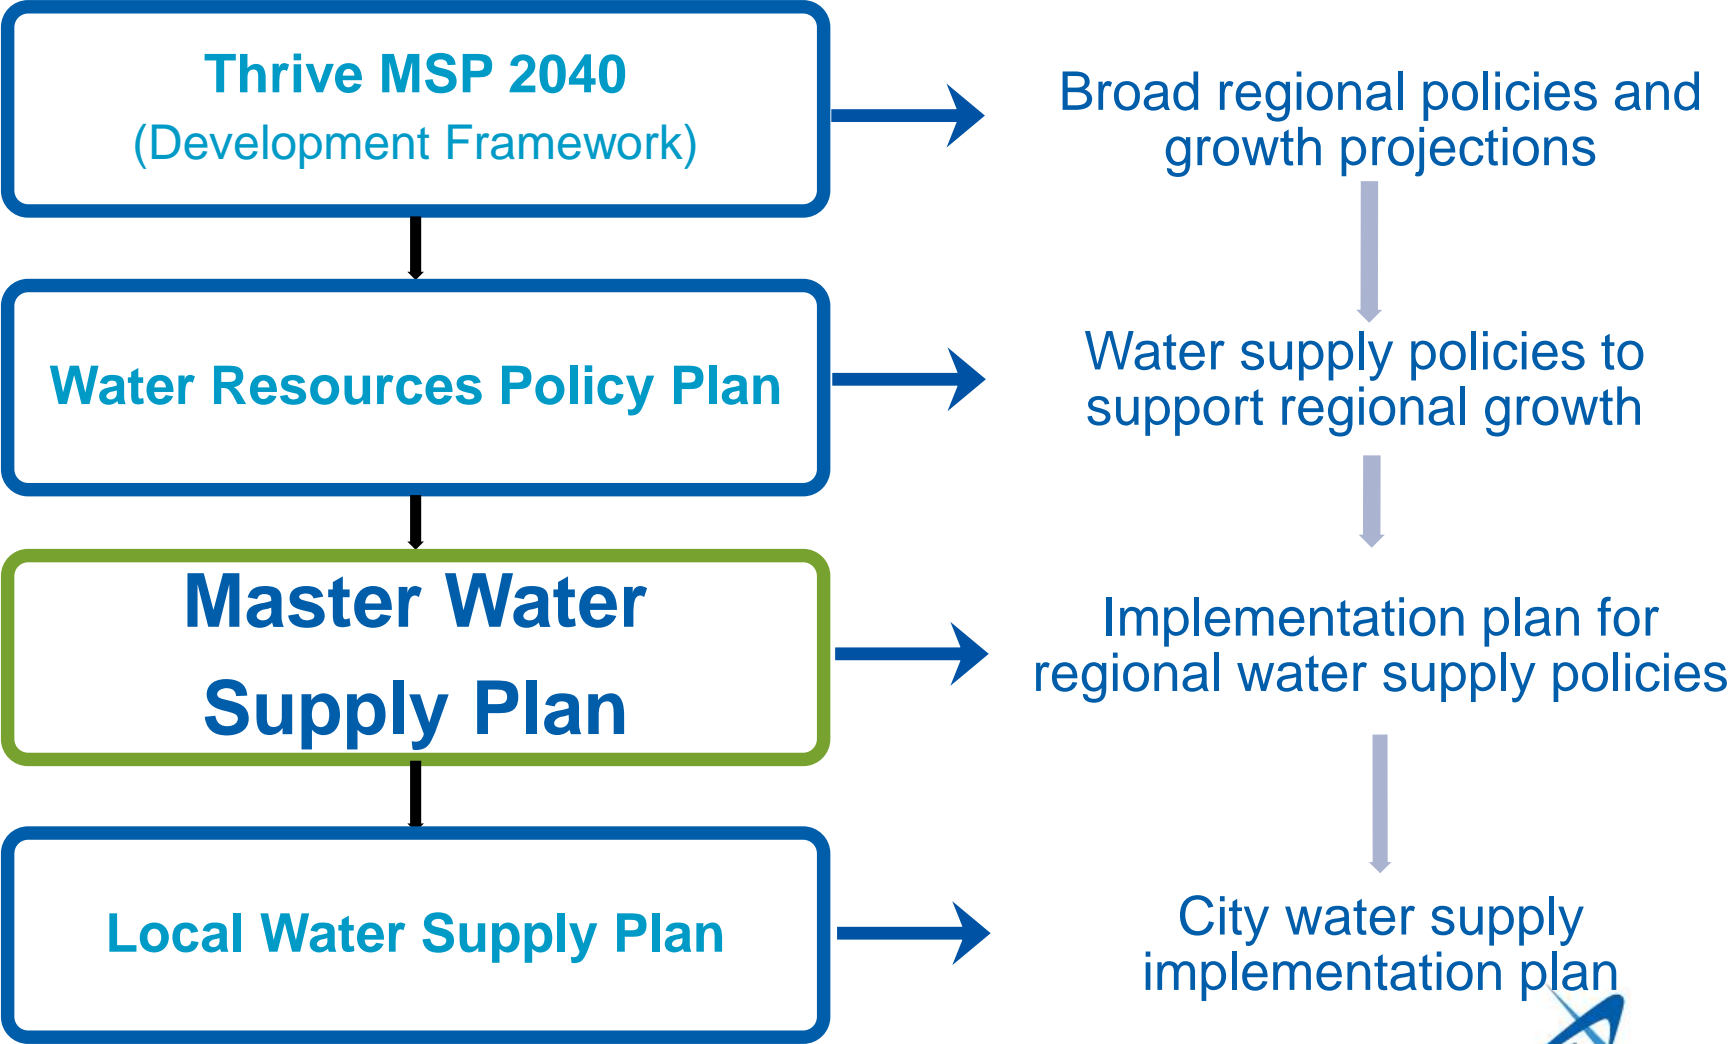 Thrive MSP 2040
(Development Framework)
Broad regional policies and
growth projections
Water Resources Policy Plan
Water supply policies to
support regional growth
Master Water
Supply Plan
Implementation plan for
regional water supply policies
Local Water Supply Plan
City water supply
implementation plan